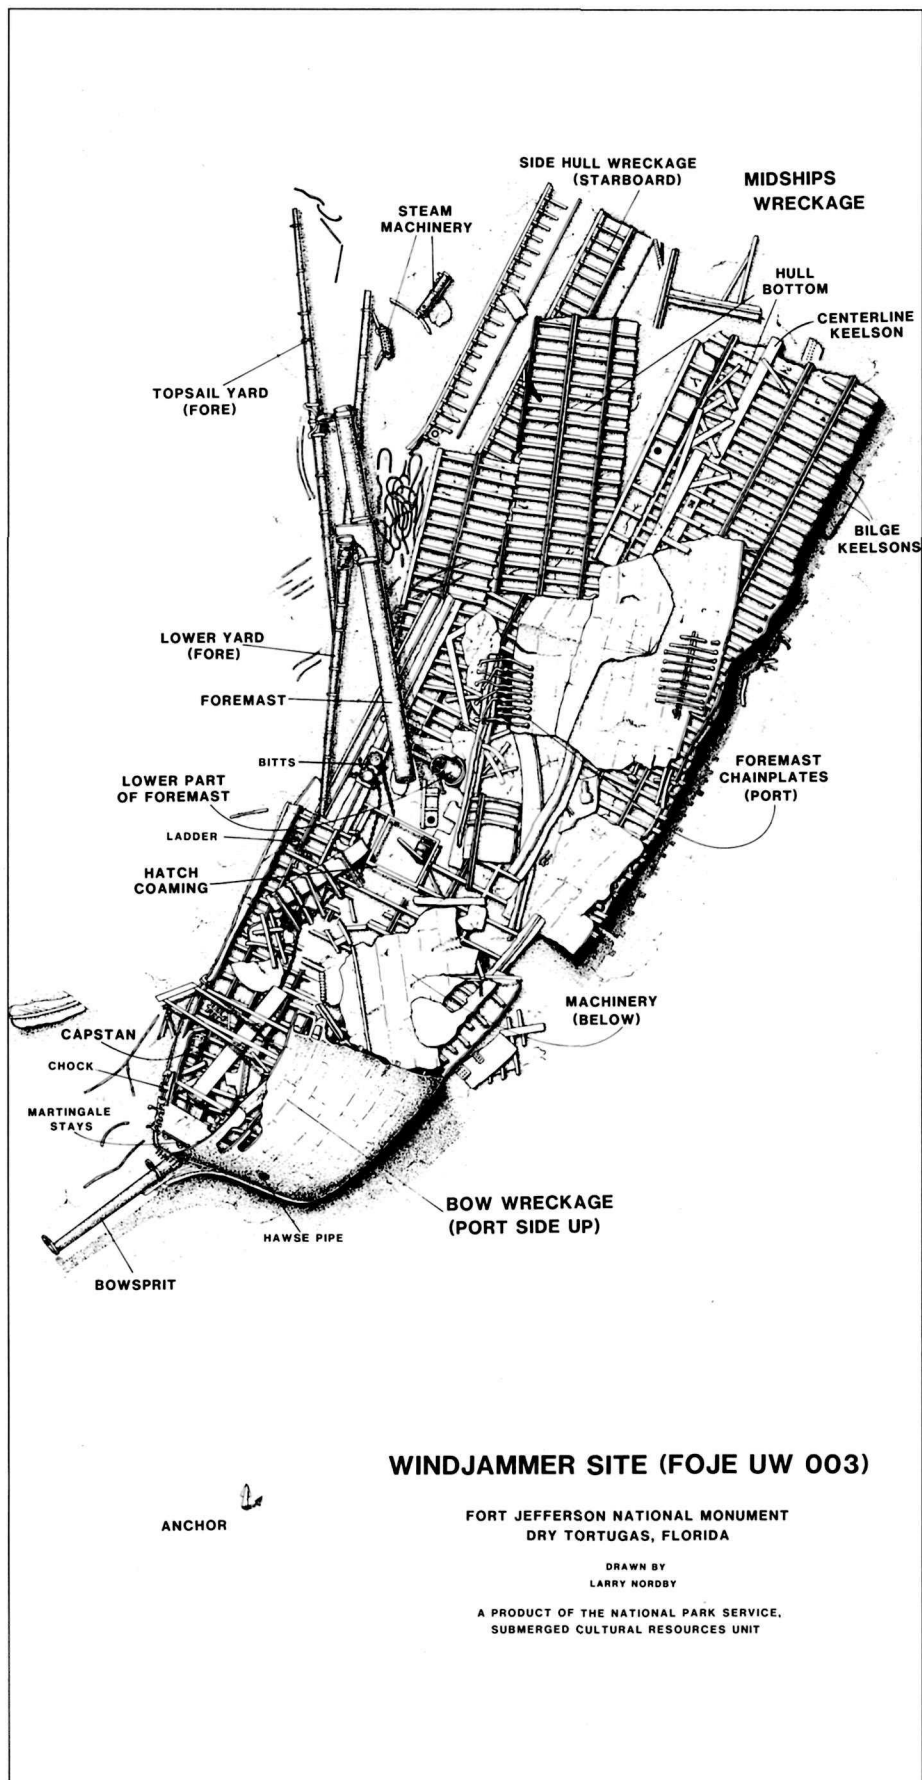 SIDE HULL WRECKAGE
(STARBOARD)
MIDSHIPS
WRECKAGE
STEAM
MACHINERY
HULL
BOTTOM
CENTERLINE
KEELSON
TOPSAIL YARD
(FORE)
BILGE
KEELSONS
LOWER YARD
(FORE)
FOREMAST
BITTS
FOREMAST
CHAINPLATES
(PORT)
LOWER PART
OF FOREMAST
LADDER
HATCH
COAMING
MACHINERY
(BELOW)
CAPSTAN
CHOCK
MARTINGALE
STAYS
BOW WRECKAGE
(PORT SIDE UP)
HAWSE PIPE
BOWSPRIT
WINDJAMMER SITE (FOJE UW 003)
ANCHOR
FORT JEFFERSON NATIONAL MONUMENT
DRY TORTUGAS, FLORIDA
DRAWN BY
LARRY NORDBY
A PRODUCT OF THE NATIONAL PARK SERVICE,
SUBMERGED CULTURAL RESOURCES UNIT